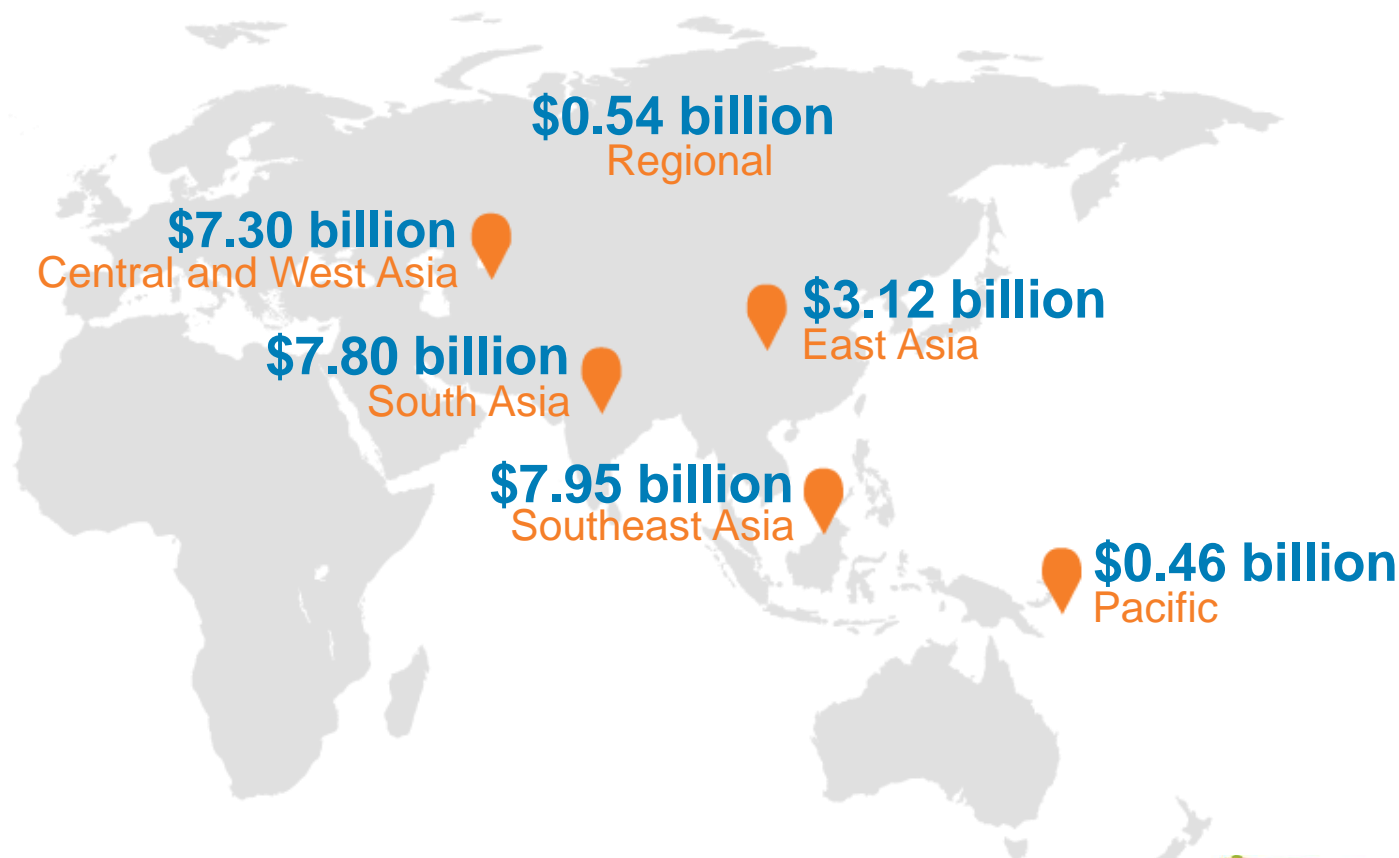 $0.54 billion
Regional
$7.30 billion
Central and West Asia
$3.12 billion
East Asia
$7.80 billion
South Asia
$7.95 billion
Southeast Asia
$0.46 billion
Pacific